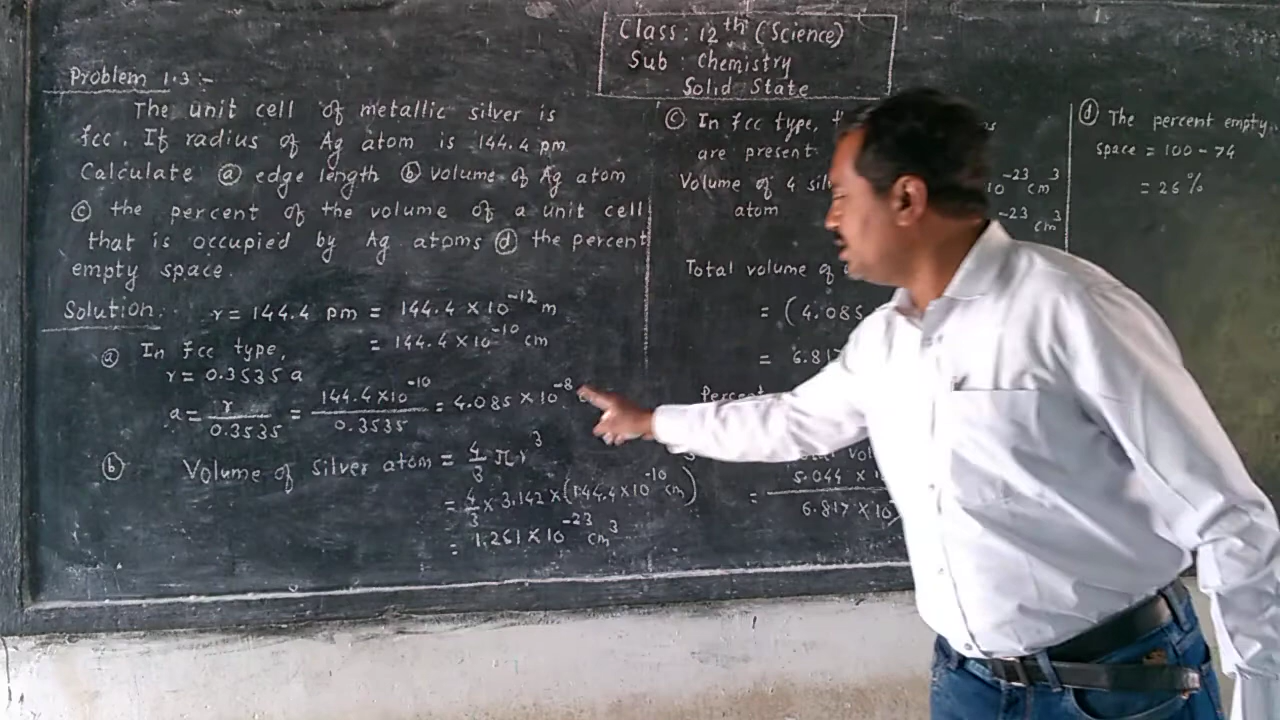 Class : 12th (Science)
Sub : Chemistry
Solid State
Problem 1.3 :-
The unit cell of metallic silver is
fcc. If radius of Ag atom is 144.4 pm
Calculate ⓐ edge length ⓑ volume of Ag atom
ⓒ the percent of the volume of a unit cell
that is occupied by Ag atoms ⓓ the percent
empty space.
Solution : r = 144.4 pm = 144.4 × 10⁻¹² m
= 144.4 × 10⁻¹⁰ cm
ⓐ In fcc type,
r = 0.3535 a
a = r / 0.3535 = 144.4 × 10⁻¹⁰ / 0.3535 = 4.085 × 10⁻⁸
ⓑ Volume of silver atom = 4/3 π r³
= 4/3 × 3.142 × (144.4 × 10⁻¹⁰ cm)³
= 1.261 × 10⁻²³ cm³
ⓒ In fcc type,
are present
Volume of 4
atom
10⁻²³ cm³
⁻²³ cm³
Total volume of
= (4.085
= 6.817
Percent
= 5.044 × / 6.817 × 10
ⓓ The percent empty
space = 100 - 74
= 26 %